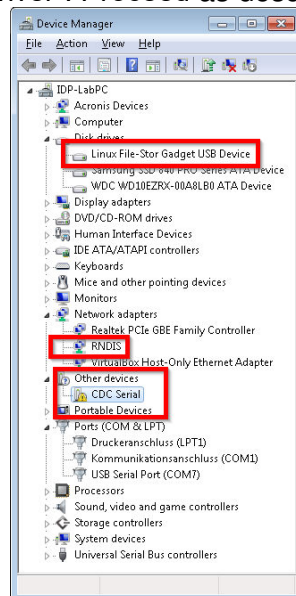 Device Manager
File Action View Help
IDP-LabPC
Acronis Devices
Computer
Disk drives
Linux File-Stor Gadget USB Device
Samsung SSD 840 PRO Series ATA Device
WDC WD10EZRX-00A8LB0 ATA Device
Display adapters
DVD/CD-ROM drives
Human Interface Devices
IDE ATA/ATAPI controllers
Keyboards
Mice and other pointing devices
Monitors
Network adapters
Realtek PCIe GBE Family Controller
RNDIS
VirtualBox Host-Only Ethernet Adapter
Other devices
CDC Serial
Portable Devices
Ports (COM & LPT)
Druckeranschluss (LPT1)
Kommunikationsanschluss (COM1)
USB Serial Port (COM7)
Processors
Sound, video and game controllers
Storage controllers
System devices
Universal Serial Bus controllers